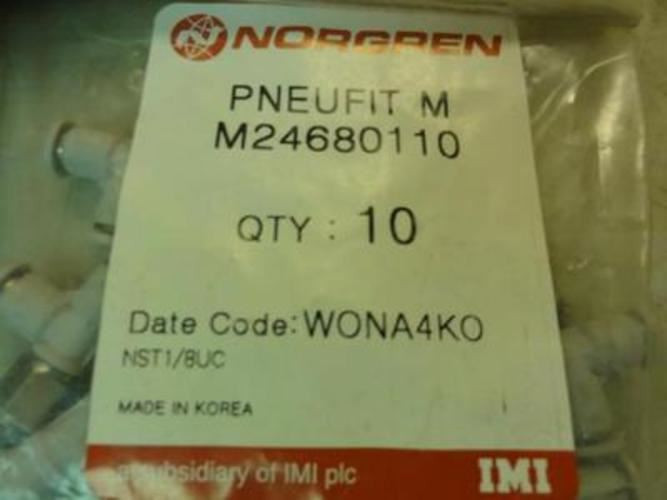 NORGREN
PNEUFIT M
M24680110
QTY : 10
Date Code: WONA4KO
NST1/8UC
MADE IN KOREA
a subsidiary of IMI plc
IMI